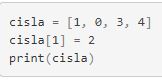 cisla = [1, 0, 3, 4]
cisla[1] = 2
print(cisla)